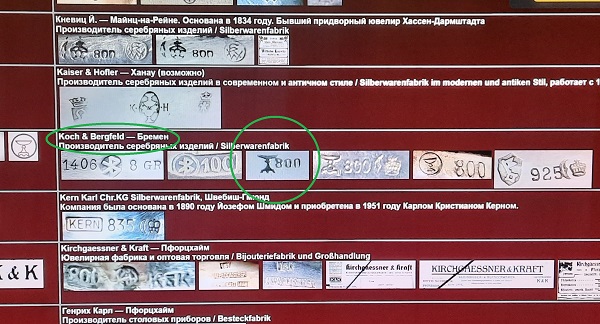 Кневиц Й. — Майнц-на-Рейне. Основана в 1834 году. Бывший придворный ювелир Хассен-Дармштадта
Производитель серебряных изделий / Silberwarenfabrik
800
800
Kaiser & Hofler — Ханау (возможно)
Производитель серебряных изделий в современном и античном стиле / Silberwarenfabrik im modernen und antiken Stil, работает с 1
K H
Koch & Bergfeld — Бремен
Производитель серебряных изделий / Silberwarenfabrik
1406 8 GR
100
800
800
800
925
Kern Karl Chr.KG Silberwarenfabrik, Швебиш-Гмюнд
Компания была основана в 1890 году Йозефом Шмидом и приобретена в 1951 году Карлом Кристианом Керном.
KERN 835
Kirchgaessner & Kraft — Пфорцхайм
Ювелирная фабрика и оптовая торговля / Bijouteriefabrik und Großhandlung
K & K
801
Kirchgaessner & Kraft
KIRCHGAESSNER & KRAFT
Генрих Карл — Пфорцхайм
Производитель столовых приборов / Besteckfabrik